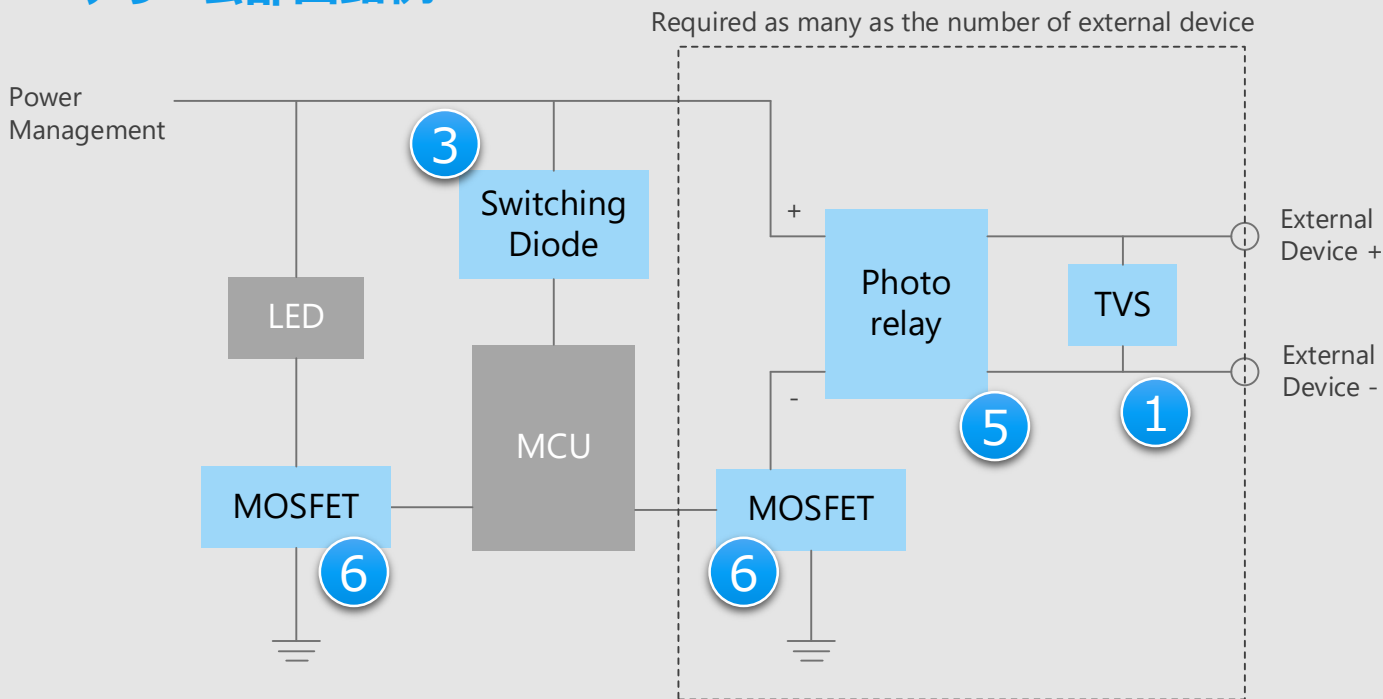 Required as many as the number of external device
Power
Management
3
Switching
Diode
+
External
Device +
LED
Photo
relay
TVS
External
Device -
-
1
5
MCU
MOSFET
MOSFET
6
6